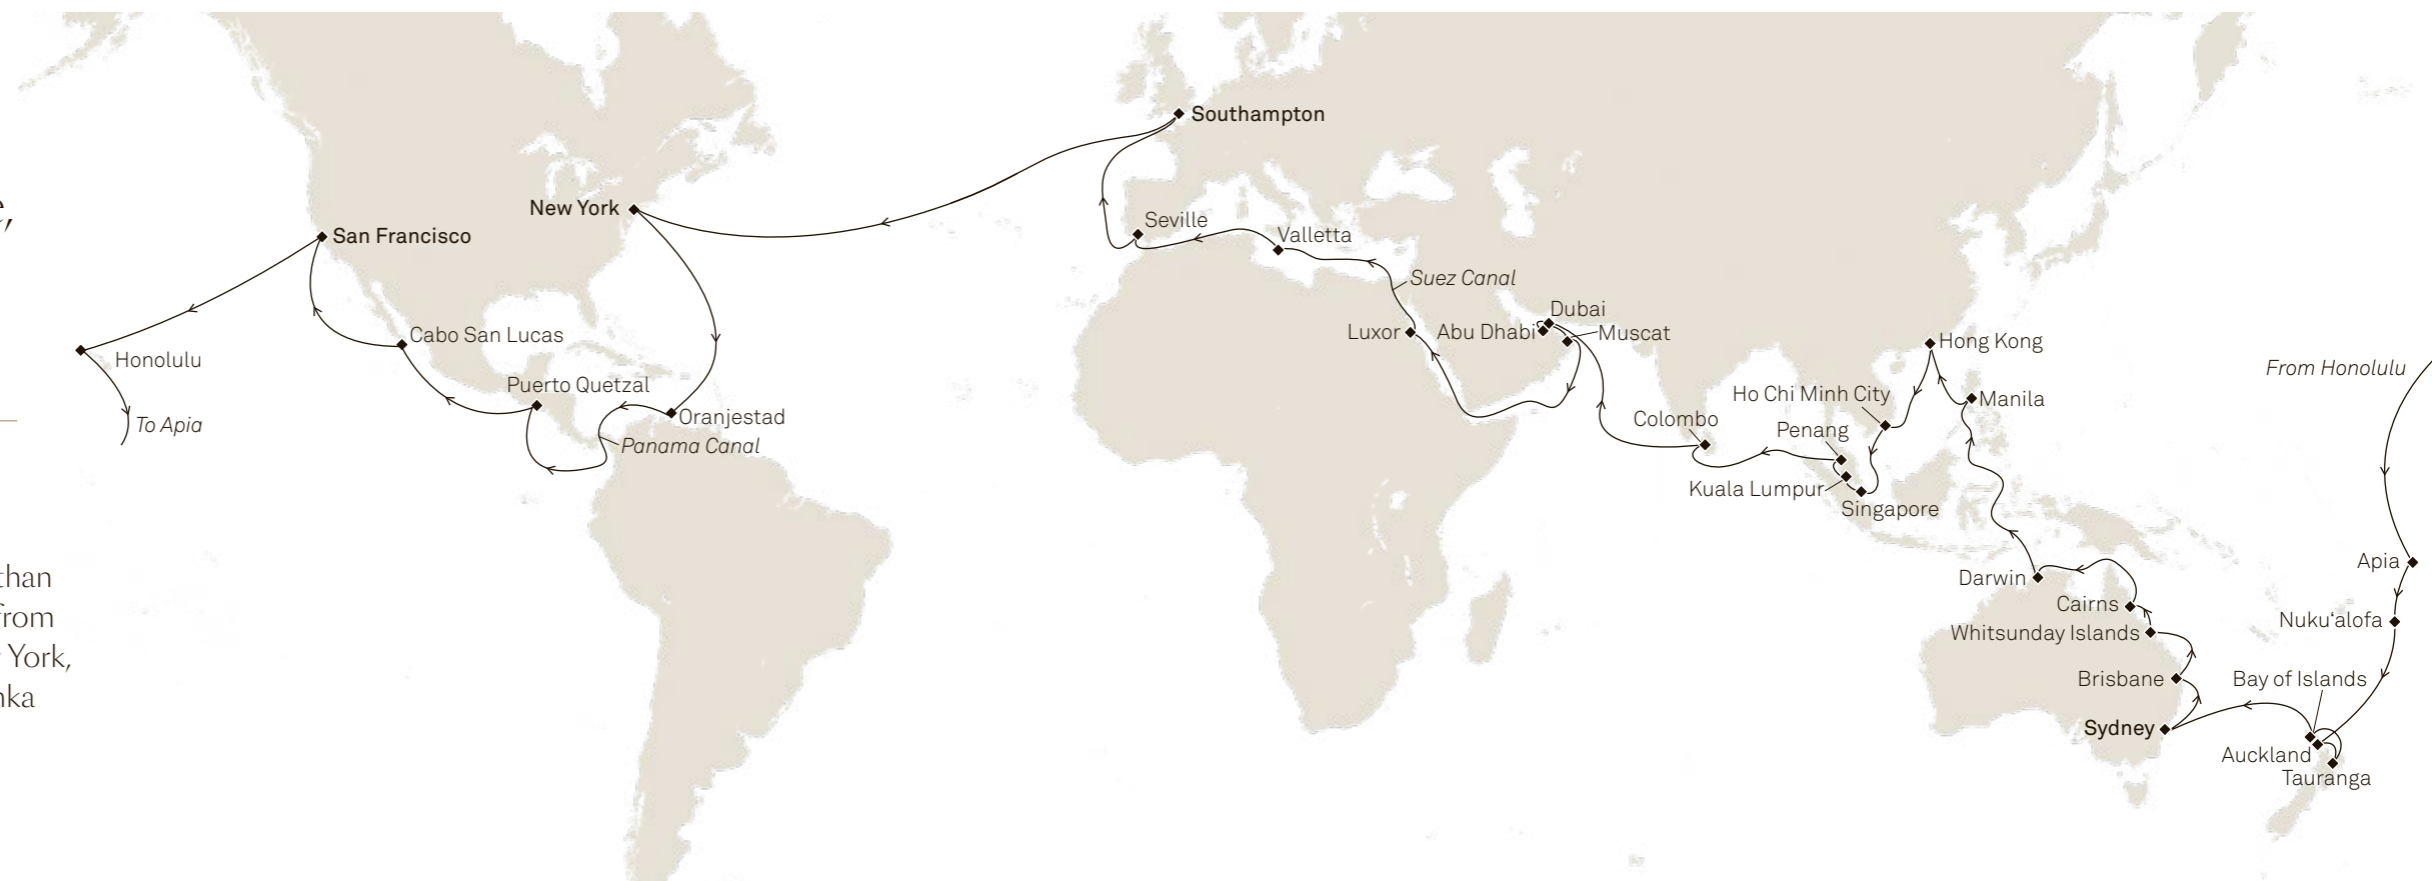 than
from
York,
Southampton
New York
San Francisco
Seville
Valletta
Suez Canal
Cabo San Lucas
Honolulu
To Apia
Puerto Quetzal
Oranjestad
Panama Canal
Luxor
Abu Dhabi
Dubai
Muscat
Hong Kong
Ho Chi Minh City
Manila
Colombo
Penang
Kuala Lumpur
Singapore
From Honolulu
Apia
Nuku‘alofa
Darwin
Cairns
Whitsunday Islands
Brisbane
Bay of Islands
Sydney
Auckland
Tauranga